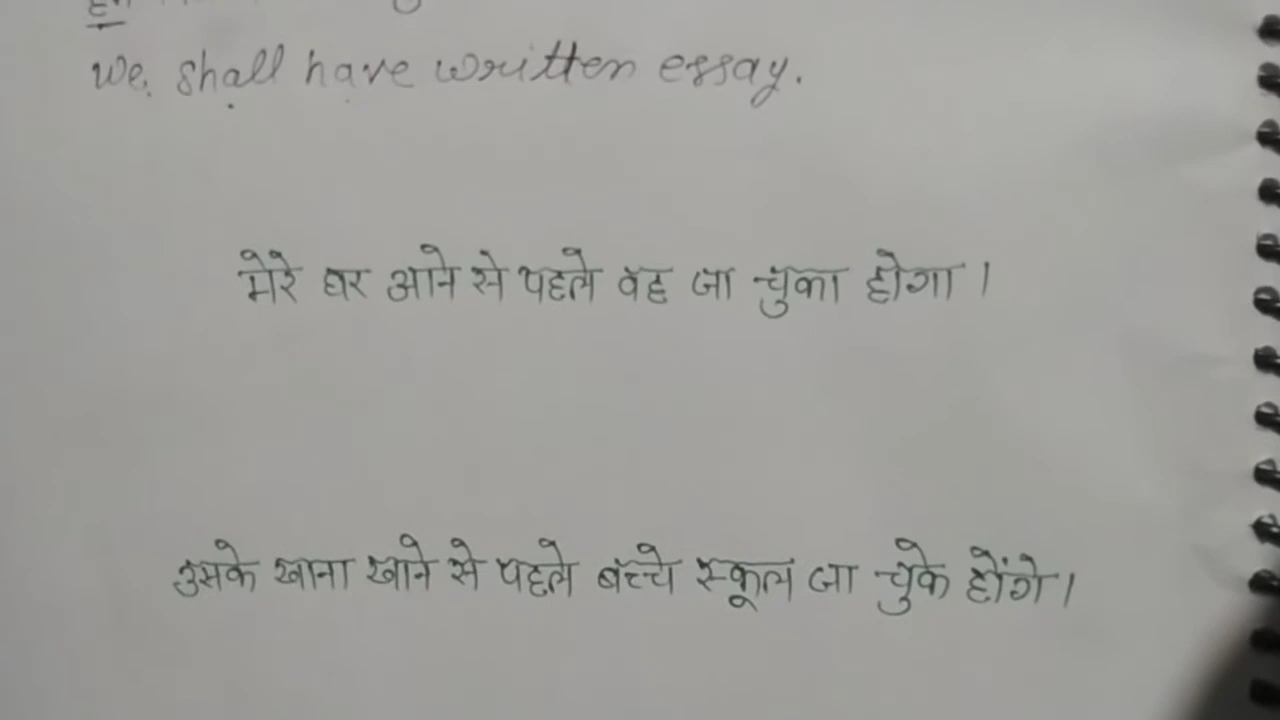 we shall have written essay.
मेरे घर आने से पहले वह जा चुका होगा ।
उसके खाना खाने से पहले बच्चे स्कूल जा चुके होंगे ।